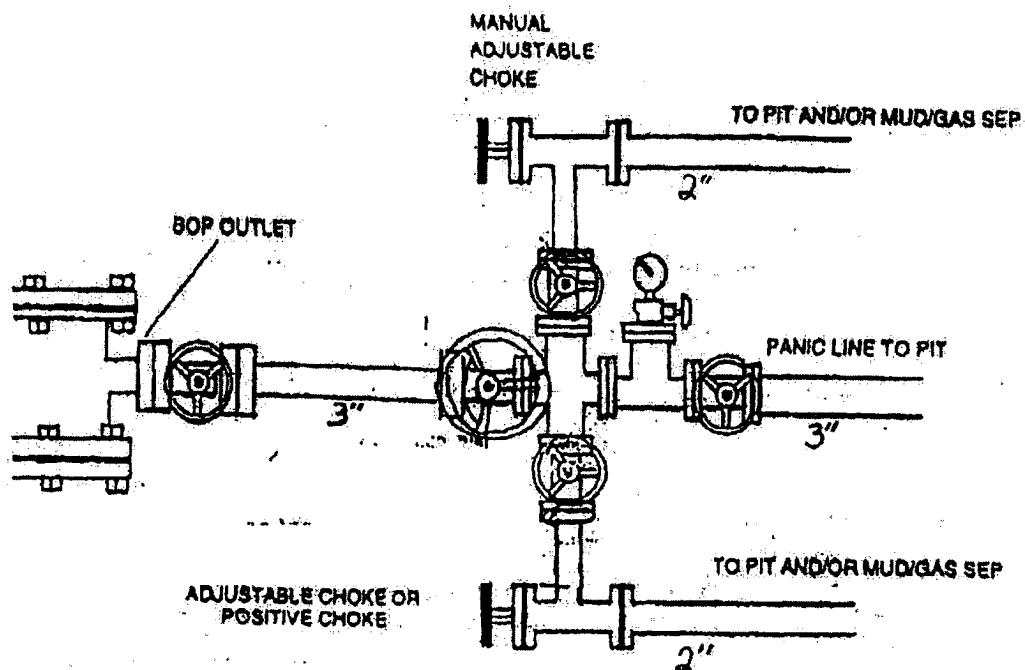 MANUAL
ADJUSTABLE
CHOKE
TO PIT AND/OR MUD/GAS SEP
2"
BOP OUTLET
PANIC LINE TO PIT
3"
3"
TO PIT AND/OR MUD/GAS SEP
ADJUSTABLE CHOKE OR
POSITIVE CHOKE
2"